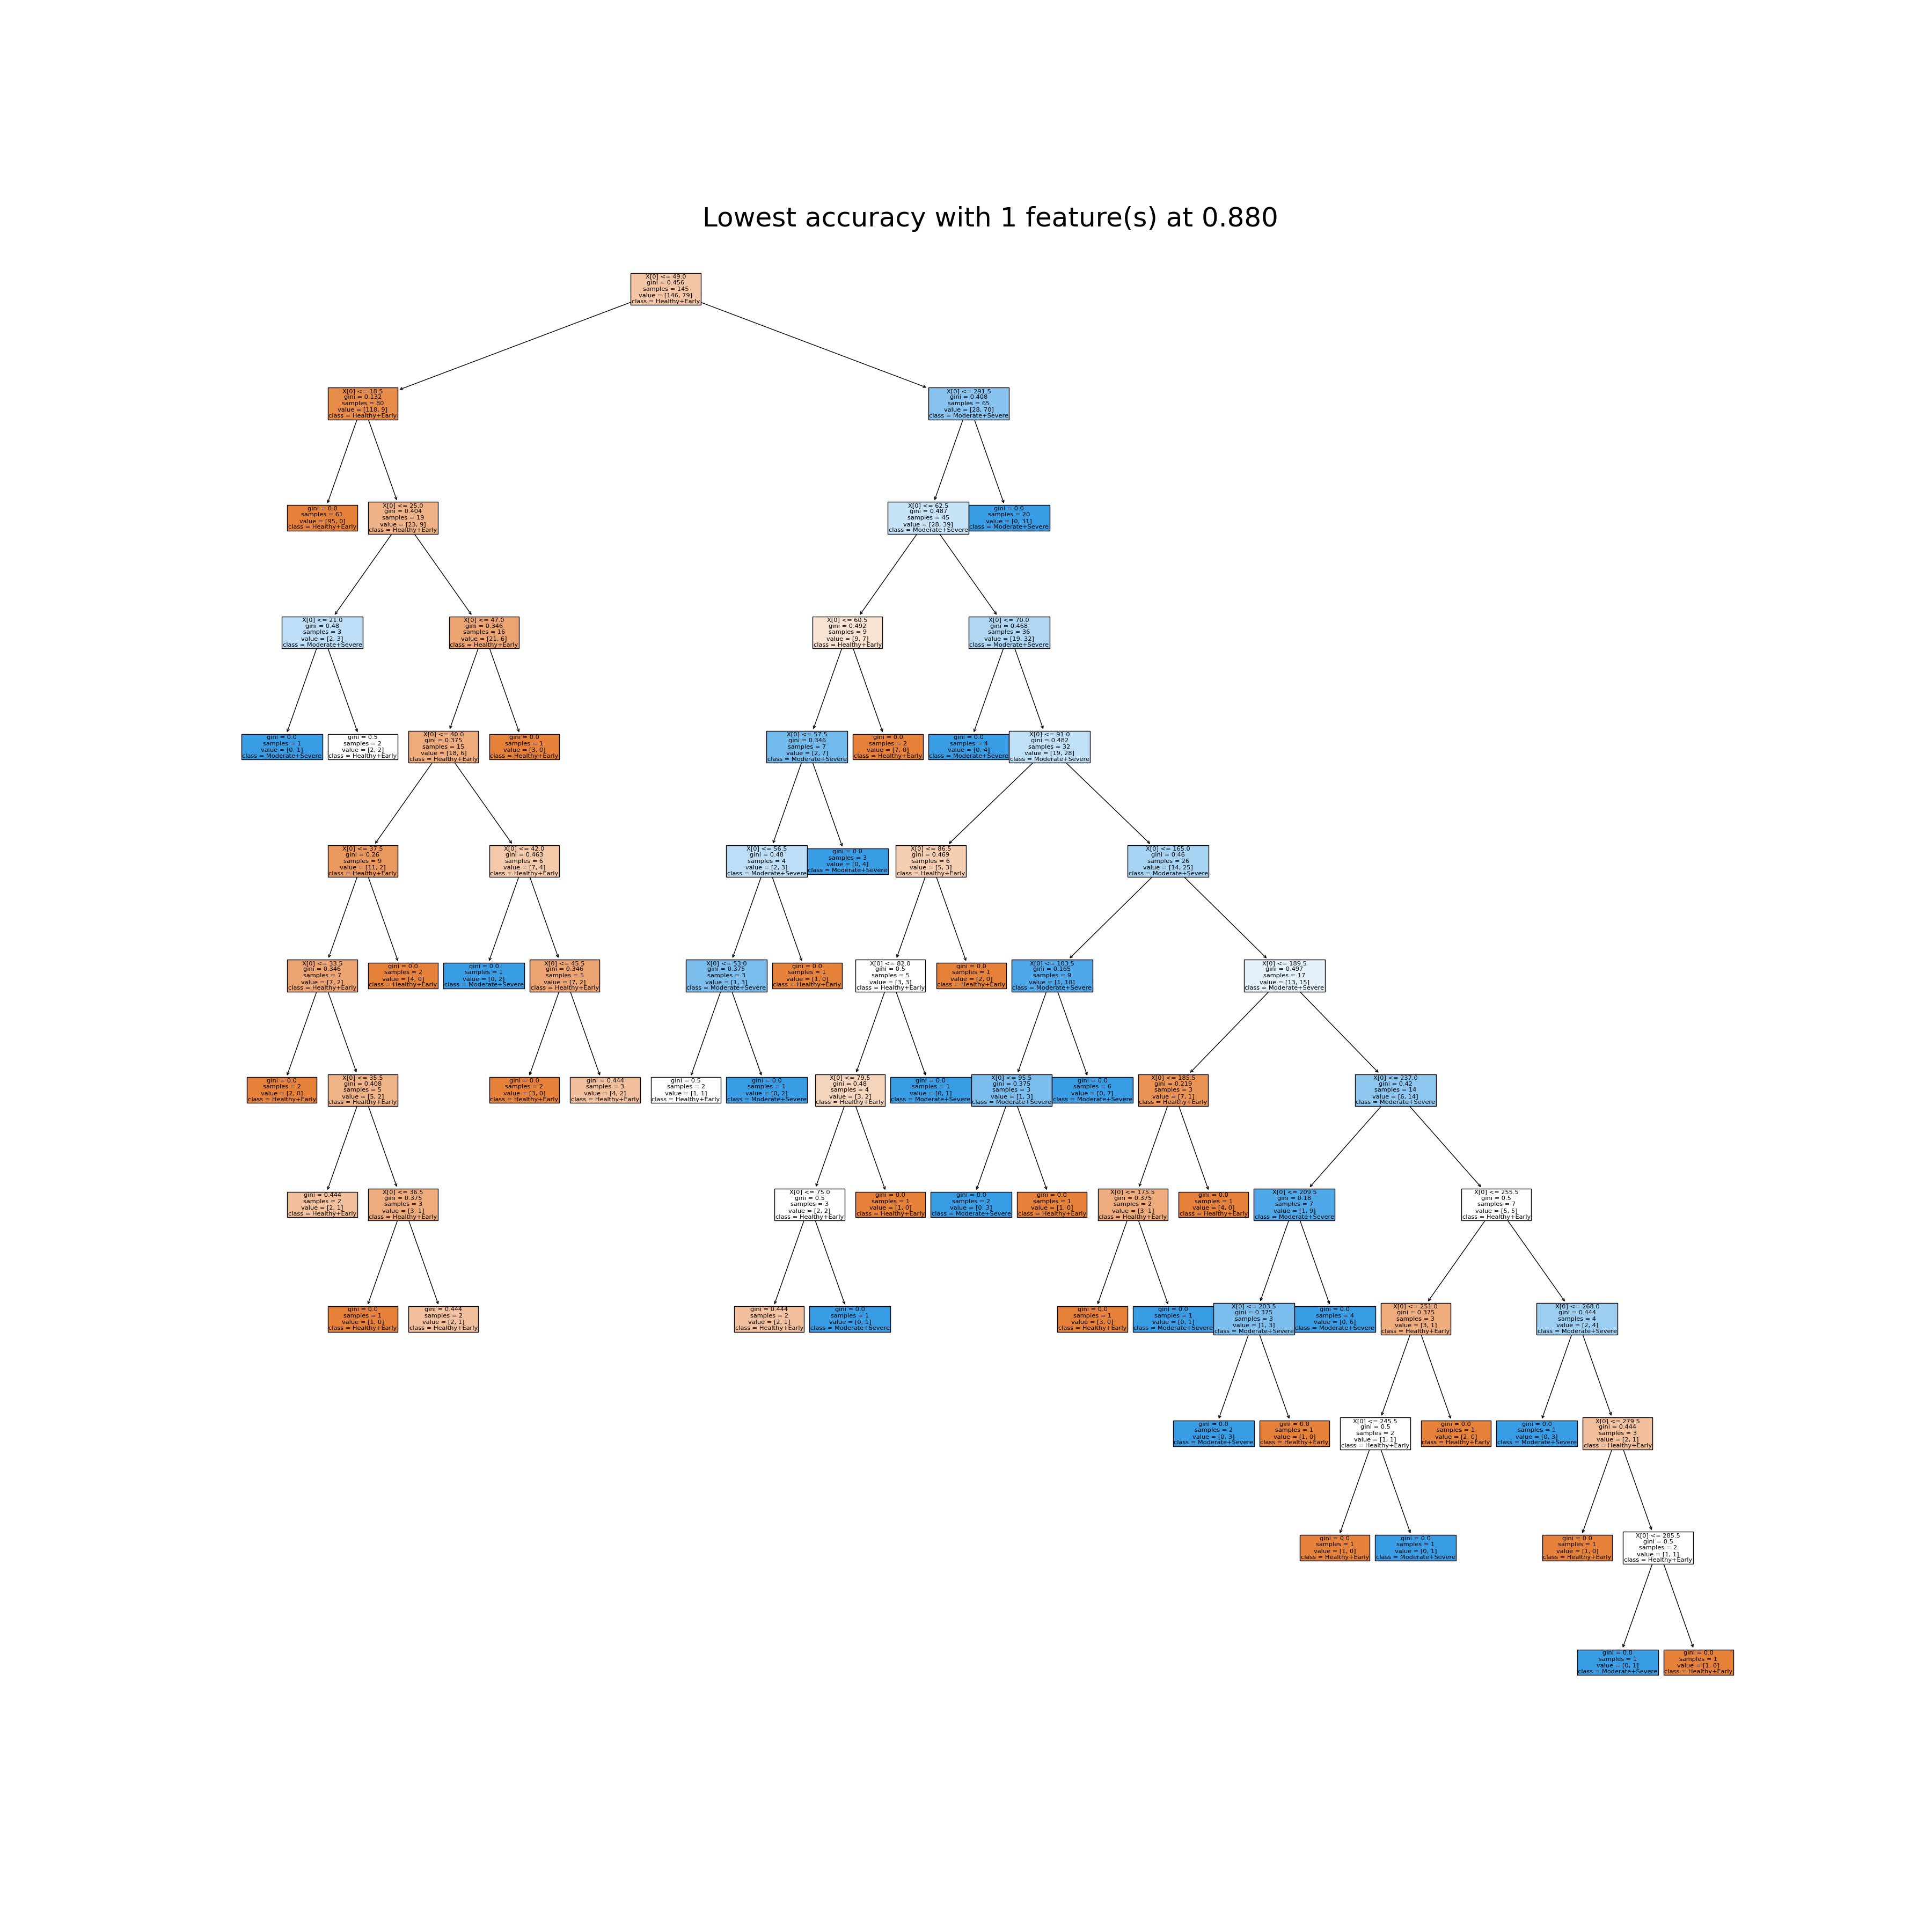 Lowest accuracy with 1 feature(s) at 0.880
X[0] <= 49.0
gini = 0.456
samples = 145
value = [146, 79]
class = Healthy+Early
X[0] <= 18.5
gini = 0.132
samples = 80
value = [118, 9]
class = Healthy+Early
X[0] <= 291.5
gini = 0.408
samples = 65
value = [28, 70]
class = Moderate+Severe
gini = 0.0
samples = 61
value = [95, 0]
class = Healthy+Early
X[0] <= 25.0
gini = 0.404
samples = 19
value = [23, 9]
class = Healthy+Early
X[0] <= 62.5
gini = 0.487
samples = 45
value = [28, 39]
class = Moderate+Severe
gini = 0.0
samples = 20
value = [0, 31]
class = Moderate+Severe
X[0] <= 21.0
gini = 0.48
samples = 3
value = [2, 3]
class = Moderate+Severe
X[0] <= 47.0
gini = 0.346
samples = 16
value = [21, 6]
class = Healthy+Early
X[0] <= 60.5
gini = 0.492
samples = 9
value = [9, 7]
class = Healthy+Early
X[0] <= 70.0
gini = 0.468
samples = 36
value = [19, 32]
class = Moderate+Severe
gini = 0.0
samples = 1
value = [0, 1]
class = Moderate+Severe
gini = 0.5
samples = 2
value = [2, 2]
class = Healthy+Early
X[0] <= 40.0
gini = 0.375
samples = 15
value = [18, 6]
class = Healthy+Early
gini = 0.0
samples = 1
value = [3, 0]
class = Healthy+Early
X[0] <= 57.5
gini = 0.346
samples = 7
value = [2, 7]
class = Moderate+Severe
gini = 0.0
samples = 2
value = [7, 0]
class = Healthy+Early
gini = 0.0
samples = 4
value = [0, 4]
class = Moderate+Severe
X[0] <= 91.0
gini = 0.482
samples = 32
value = [19, 28]
class = Moderate+Severe
X[0] <= 37.5
gini = 0.26
samples = 9
value = [11, 2]
class = Healthy+Early
X[0] <= 42.0
gini = 0.463
samples = 6
value = [7, 4]
class = Healthy+Early
X[0] <= 56.5
gini = 0.48
samples = 4
value = [2, 3]
class = Moderate+Severe
gini = 0.0
samples = 3
value = [0, 4]
class = Moderate+Severe
X[0] <= 86.5
gini = 0.469
samples = 6
value = [5, 3]
class = Healthy+Early
X[0] <= 165.0
gini = 0.46
samples = 26
value = [14, 25]
class = Moderate+Severe
X[0] <= 33.5
gini = 0.346
samples = 7
value = [7, 2]
class = Healthy+Early
gini = 0.0
samples = 2
value = [4, 0]
class = Healthy+Early
gini = 0.0
samples = 1
value = [0, 2]
class = Moderate+Severe
X[0] <= 45.5
gini = 0.346
samples = 5
value = [7, 2]
class = Healthy+Early
X[0] <= 53.0
gini = 0.375
samples = 3
value = [1, 3]
class = Moderate+Severe
gini = 0.0
samples = 1
value = [1, 0]
class = Healthy+Early
X[0] <= 82.0
gini = 0.5
samples = 5
value = [3, 3]
class = Healthy+Early
gini = 0.0
samples = 1
value = [2, 0]
class = Healthy+Early
X[0] <= 103.5
gini = 0.165
samples = 9
value = [1, 10]
class = Moderate+Severe
X[0] <= 189.5
gini = 0.497
samples = 17
value = [13, 15]
class = Moderate+Severe
gini = 0.0
samples = 2
value = [2, 0]
class = Healthy+Early
X[0] <= 35.5
gini = 0.408
samples = 5
value = [5, 2]
class = Healthy+Early
gini = 0.0
samples = 2
value = [3, 0]
class = Healthy+Early
gini = 0.444
samples = 3
value = [4, 2]
class = Healthy+Early
gini = 0.5
samples = 2
value = [1, 1]
class = Healthy+Early
gini = 0.0
samples = 1
value = [0, 2]
class = Moderate+Severe
X[0] <= 79.5
gini = 0.48
samples = 4
value = [3, 2]
class = Healthy+Early
gini = 0.0
samples = 1
value = [0, 1]
class = Moderate+Severe
X[0] <= 95.5
gini = 0.375
samples = 3
value = [1, 3]
class = Moderate+Severe
gini = 0.0
samples = 6
value = [0, 7]
class = Moderate+Severe
X[0] <= 185.5
gini = 0.219
samples = 3
value = [7, 1]
class = Healthy+Early
X[0] <= 237.0
gini = 0.42
samples = 14
value = [6, 14]
class = Moderate+Severe
gini = 0.444
samples = 2
value = [2, 1]
class = Healthy+Early
X[0] <= 36.5
gini = 0.375
samples = 3
value = [3, 1]
class = Healthy+Early
X[0] <= 75.0
gini = 0.5
samples = 3
value = [2, 2]
class = Healthy+Early
gini = 0.0
samples = 1
value = [1, 0]
class = Healthy+Early
gini = 0.0
samples = 2
value = [0, 3]
class = Moderate+Severe
gini = 0.0
samples = 1
value = [1, 0]
class = Healthy+Early
X[0] <= 175.5
gini = 0.375
samples = 2
value = [3, 1]
class = Healthy+Early
gini = 0.0
samples = 1
value = [4, 0]
class = Healthy+Early
X[0] <= 209.5
gini = 0.18
samples = 7
value = [1, 9]
class = Moderate+Severe
X[0] <= 255.5
gini = 0.5
samples = 7
value = [5, 5]
class = Healthy+Early
gini = 0.0
samples = 1
value = [1, 0]
class = Healthy+Early
gini = 0.444
samples = 2
value = [2, 1]
class = Healthy+Early
gini = 0.444
samples = 2
value = [2, 1]
class = Healthy+Early
gini = 0.0
samples = 1
value = [0, 1]
class = Moderate+Severe
gini = 0.0
samples = 1
value = [3, 0]
class = Healthy+Early
gini = 0.0
samples = 1
value = [0, 1]
class = Moderate+Severe
X[0] <= 203.5
gini = 0.375
samples = 3
value = [1, 3]
class = Moderate+Severe
gini = 0.0
samples = 4
value = [0, 6]
class = Moderate+Severe
X[0] <= 251.0
gini = 0.375
samples = 3
value = [3, 1]
class = Healthy+Early
X[0] <= 268.0
gini = 0.444
samples = 4
value = [2, 4]
class = Moderate+Severe
gini = 0.0
samples = 2
value = [0, 3]
class = Moderate+Severe
gini = 0.0
samples = 1
value = [1, 0]
class = Healthy+Early
X[0] <= 245.5
gini = 0.5
samples = 2
value = [1, 1]
class = Healthy+Early
gini = 0.0
samples = 1
value = [2, 0]
class = Healthy+Early
gini = 0.0
samples = 1
value = [0, 3]
class = Moderate+Severe
X[0] <= 279.5
gini = 0.444
samples = 3
value = [2, 1]
class = Healthy+Early
gini = 0.0
samples = 1
value = [1, 0]
class = Healthy+Early
gini = 0.0
samples = 1
value = [0, 1]
class = Moderate+Severe
gini = 0.0
samples = 1
value = [1, 0]
class = Healthy+Early
X[0] <= 285.5
gini = 0.5
samples = 2
value = [1, 1]
class = Healthy+Early
gini = 0.0
samples = 1
value = [0, 1]
class = Moderate+Severe
gini = 0.0
samples = 1
value = [1, 0]
class = Healthy+Early